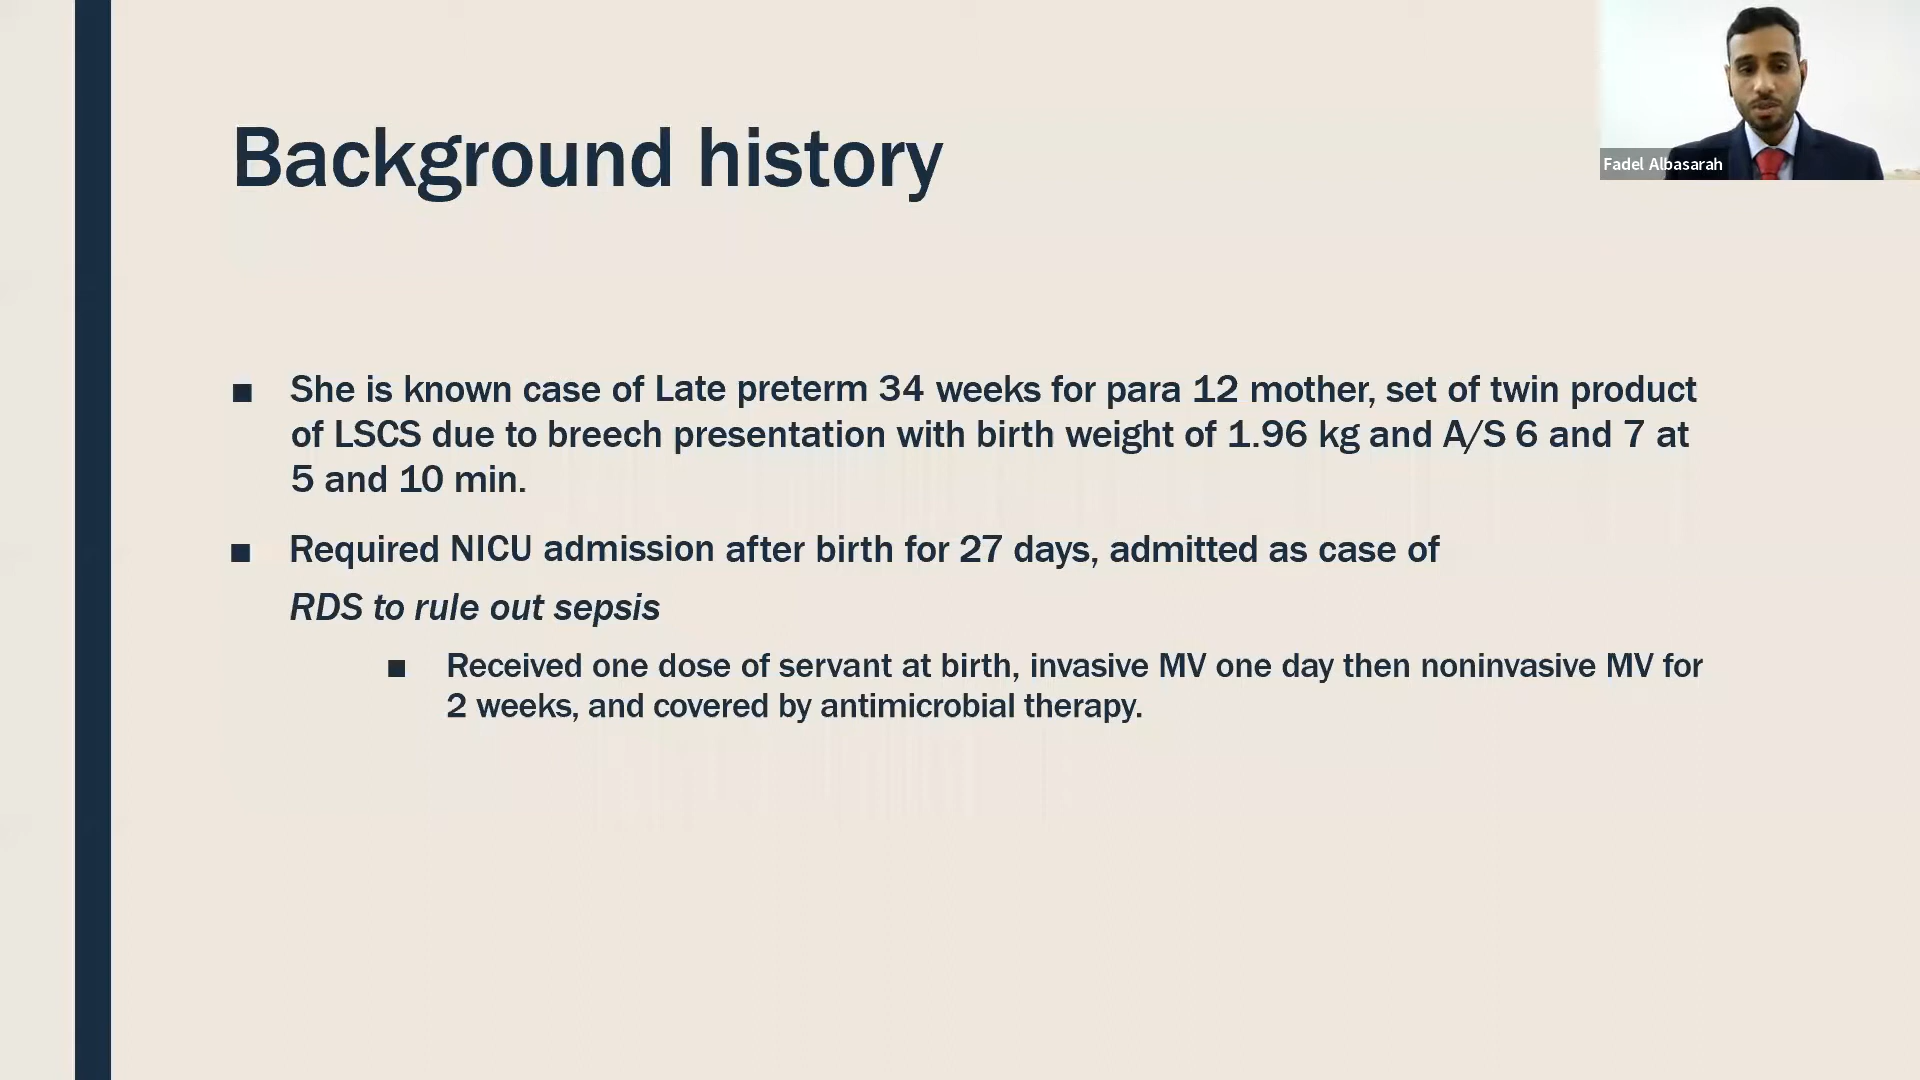 Fadel Albasarah
Background history
■ She is known case of Late preterm 34 weeks for para 12 mother, set of twin product
of LSCS due to breech presentation with birth weight of 1.96 kg and A/S 6 and 7 at
5 and 10 min.
■ Required NICU admission after birth for 27 days, admitted as case of
RDS to rule out sepsis
■ Received one dose of servant at birth, invasive MV one day then noninvasive MV for
2 weeks, and covered by antimicrobial therapy.